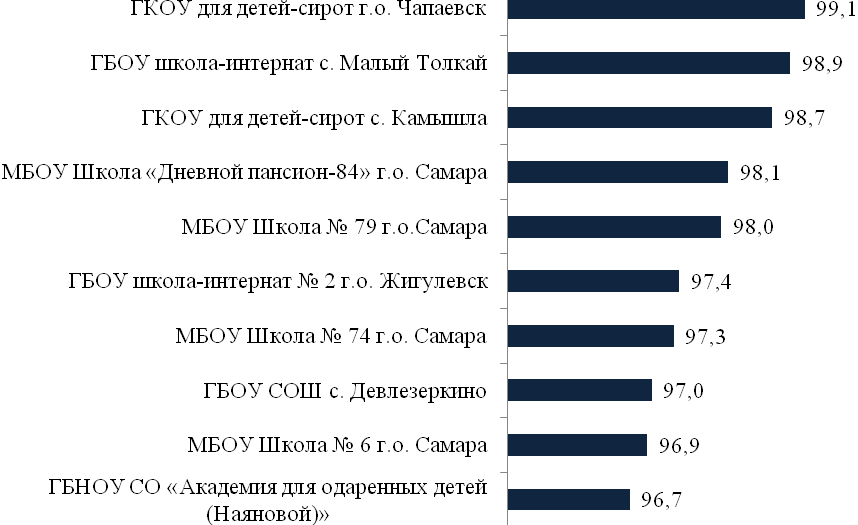 ГКОУ для детей-сирот г.о. Чапаевск 99,1
ГБОУ школа-интернат с. Малый Толкай 98,9
ГКОУ для детей-сирот с. Камышла 98,7
МБОУ Школа «Дневной пансион-84» г.о. Самара 98,1
МБОУ Школа № 79 г.о.Самара 98,0
ГБОУ школа-интернат № 2 г.о. Жигулевск 97,4
МБОУ Школа № 74 г.о. Самара 97,3
ГБОУ СОШ с. Девлезеркино 97,0
МБОУ Школа № 6 г.о. Самара 96,9
ГБНОУ СО «Академия для одаренных детей
(Наяновой)» 96,7